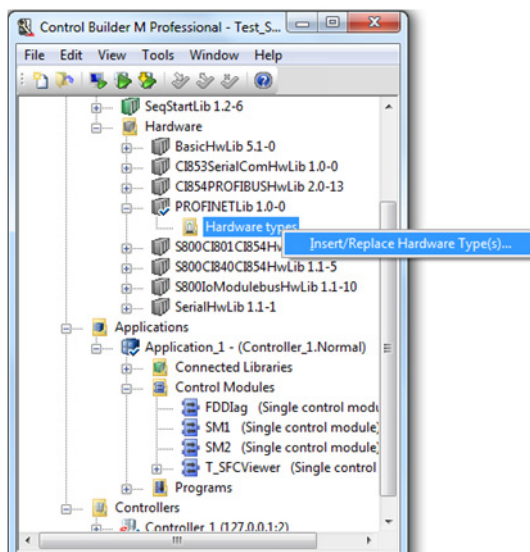 Control Builder M Professional - Test_S...
File Edit View Tools Window Help
SeqStartLib 1.2-6
Hardware
BasicHwLib 5.1-0
CI853SerialComHwLib 1.0-0
CI854PROFIBUSHwLib 2.0-13
PROFINETLib 1.0-0
Hardware types
Insert/Replace Hardware Type(s)...
S800CI801CI854Hw
S800CI840CI854HwLib 1.1-5
S800IoModulebusHwLib 1.1-10
SerialHwLib 1.1-1
Applications
Application_1 - (Controller_1.Normal)
Connected Libraries
Control Modules
FDDIag (Single control modu
SM1 (Single control module)
SM2 (Single control module)
T_SFCViewer (Single control
Programs
Controllers
Controller 1 (127.0.0.1:2)